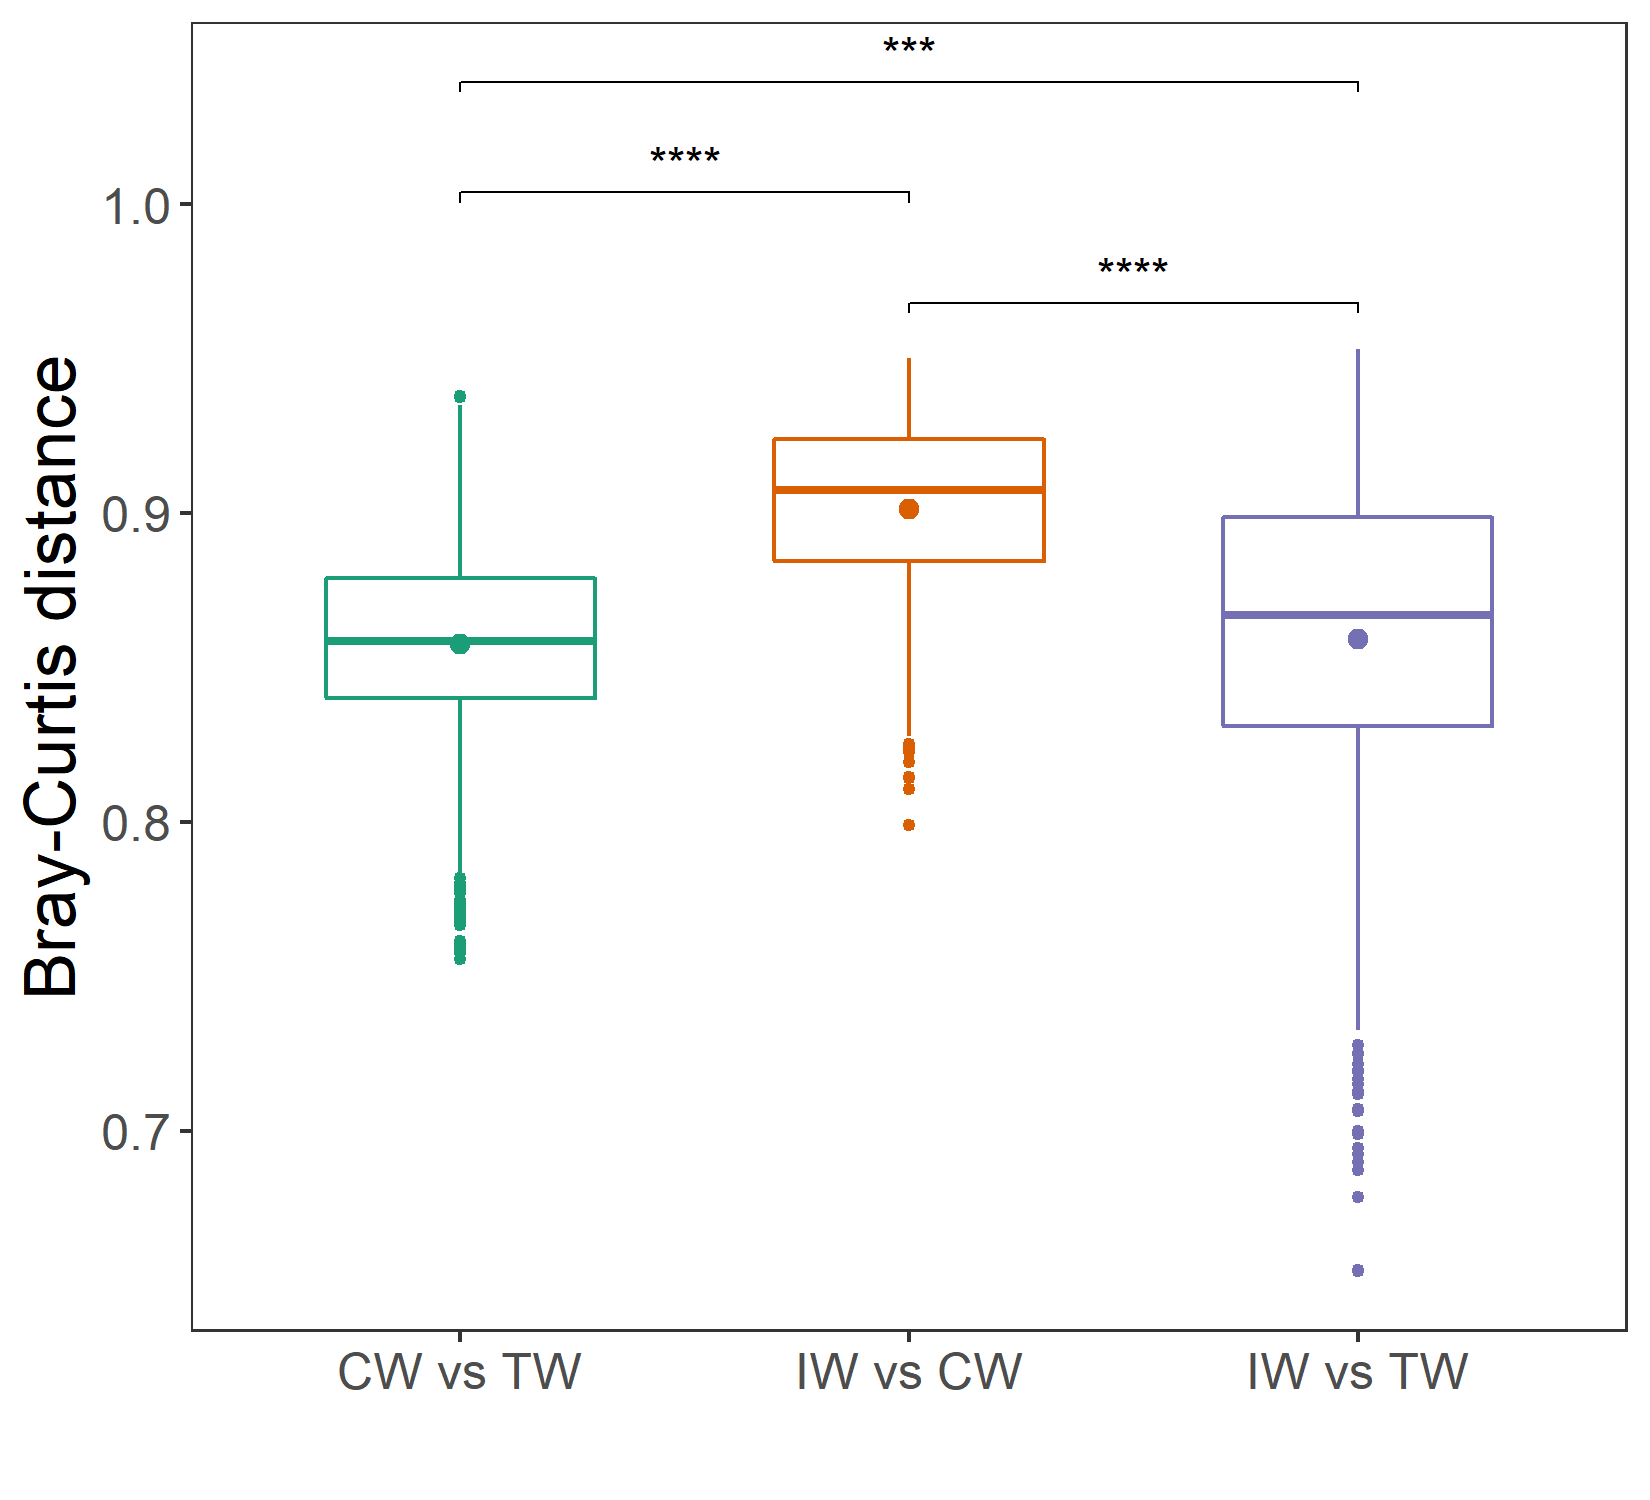 ***
****
****
1.0
0.9
0.8
0.7
Bray-Curtis distance
CW vs TW
IW vs CW
IW vs TW